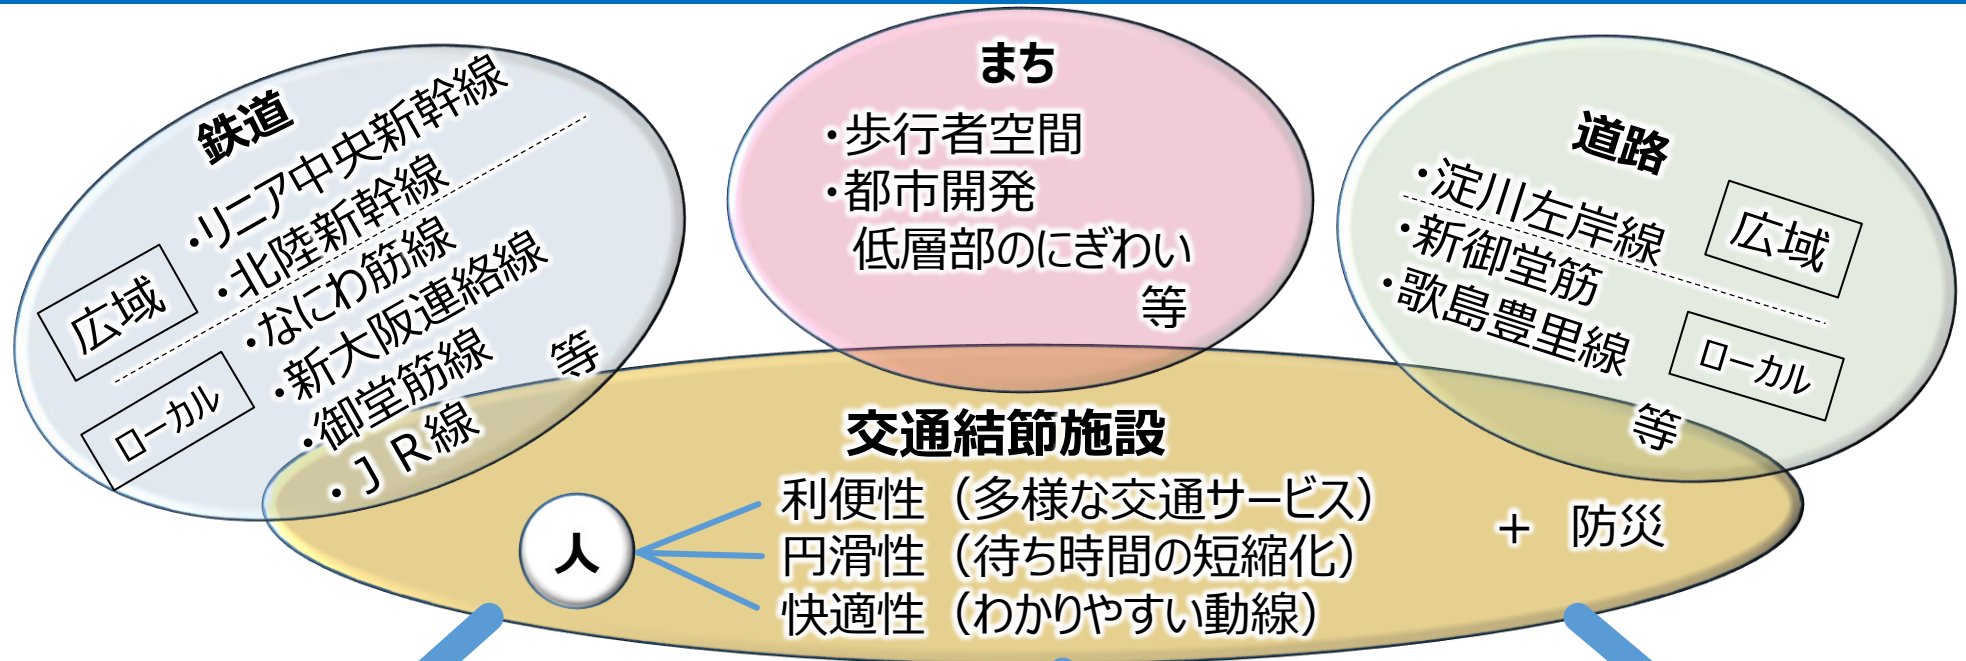 鉄道
・リニア中央新幹線
・北陸新幹線
広域
・なにわ筋線
・新大阪連絡線
・御堂筋線
・ＪＲ線
等
ローカル
まち
・歩行者空間
・都市開発
低層部のにぎわい
等
道路
・淀川左岸線
広域
・新御堂筋
・歌島豊里線
ローカル
等
交通結節施設
人
利便性（多様な交通サービス）
円滑性（待ち時間の短縮化）
快適性（わかりやすい動線）
＋ 防災